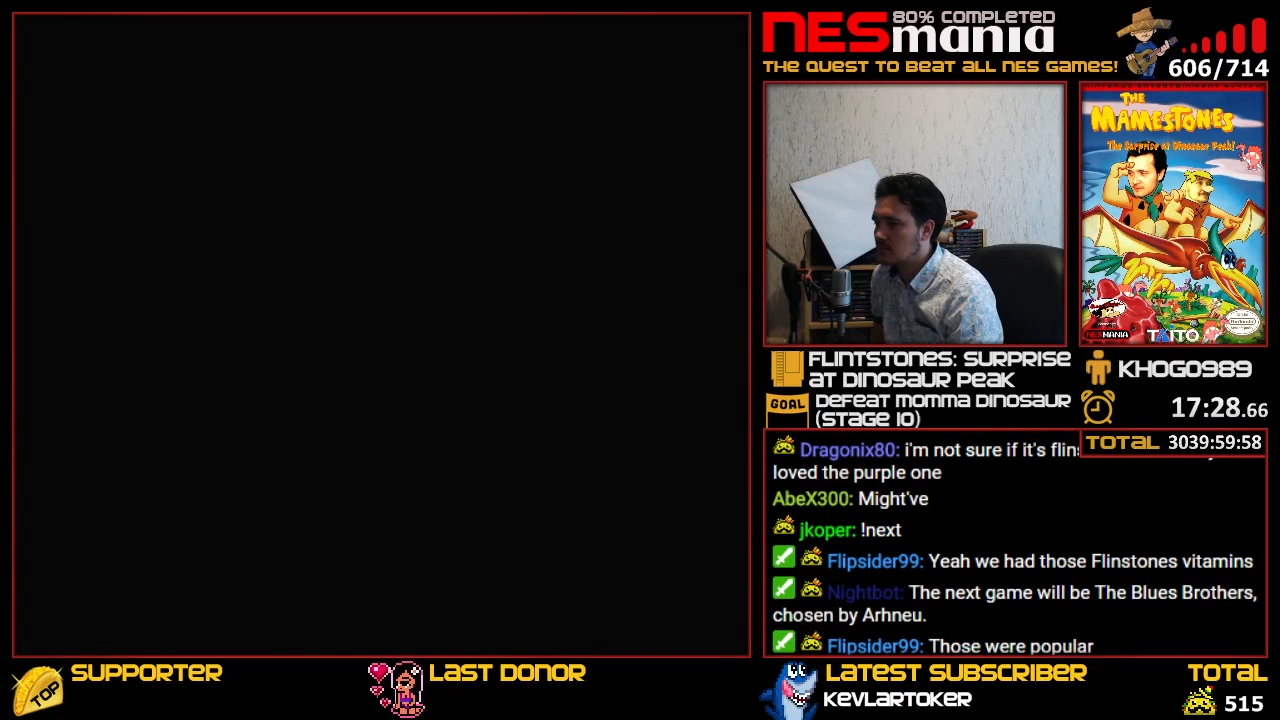 NESmania
80% COMPLETED
THE QUEST TO BEAT ALL NES GAMES!
606/714
THE
MAMESTONES
The Surprise at Dinosaur Peak!
NESMANIA
TAITO
FLINTSTONES: SURPRISE
AT DINOSAUR PEAK
KHOGO989
GOAL
DEFEAT MOMMA DINOSAUR
(STAGE 10)
17:28.66
TOTAL 3039:59:58
Dragonix80: i'm not sure if it's flins
loved the purple one
AbeX300: Might've
jkoper: !next
Flipsider99: Yeah we had those Flinstones vitamins
Nightbot: The next game will be The Blues Brothers,
chosen by Arhneu.
Flipsider99: Those were popular
TOP
SUPPORTER
LAST DONOR
LATEST SUBSCRIBER
KEVLARTOKER
TOTAL
515